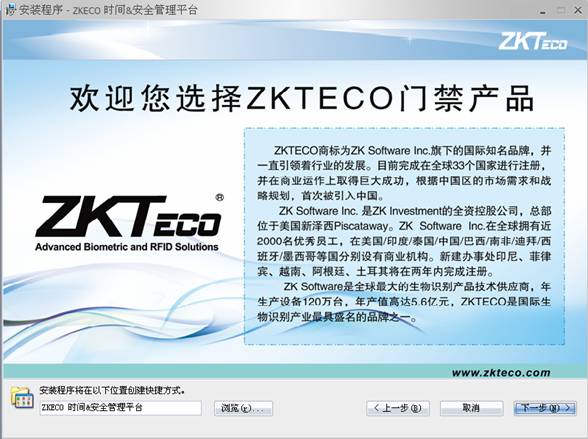 安装程序 - ZKECO 时间&安全管理平台
ZKTECO
欢迎您选择ZKTECO门禁产品
ZKTECO商标为ZK Software Inc.旗下的国际知名品牌，并
一直引领着行业的发展。目前完成在全球33个国家进行注册，
并在商业运作上取得巨大成功，根据中国区的市场需求和战
略规划，首次被引入中国。
ZK Software Inc. 是ZK Investment的全资控股公司，总部
位于美国新泽西Piscataway。ZK Software Inc.在全球拥有近
2000名优秀员工，在美国/印度/泰国/中国/巴西/南非/迪拜/西
班牙/墨西哥等国分别设有商业机构。新建办事处印尼、菲律
宾、越南、阿根廷、土耳其将在两年内完成注册。
ZK Software是全球最大的生物识别产品技术供应商，年
生产设备120万台，年产值高达5.6亿元，ZKTECO是国际生
物识别产业最具盛名的品牌之一。
ZKTECO®
Advanced Biometric and RFID Solutions
www.zkteco.com
安装程序将在以下位置创建快捷方式。
ZKECO 时间&安全管理平台
浏览(r)...
<上一步(B)
取消
下一步(N)>